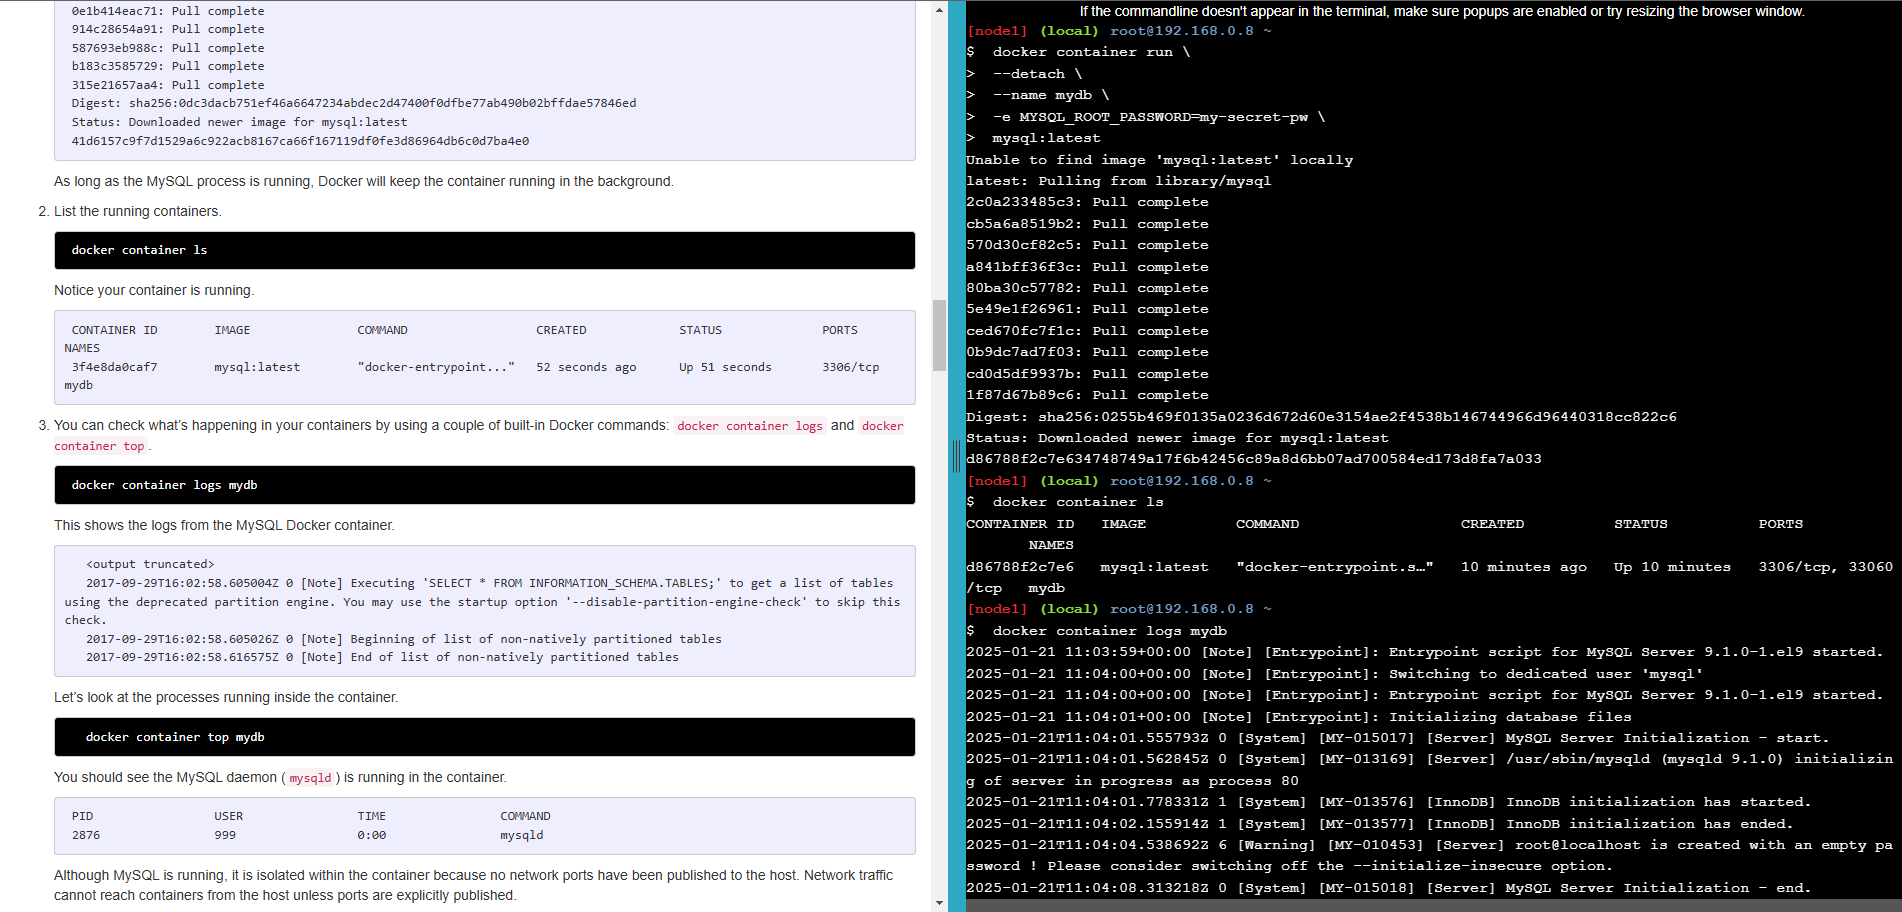 0e1b414eac71: Pull complete
914c28654a91: Pull complete
587693eb988c: Pull complete
b183c3585729: Pull complete
315e21657aa4: Pull complete
Digest: sha256:0dc3dacb751ef46a6647234abdec2d47400f0dfbe77ab490b02bffdae57846ed
Status: Downloaded newer image for mysql:latest
41d6157c9f7d1529a6c922acb8167ca66f167119df0fe3d86964db6c0d7ba4e0
As long as the MySQL process is running, Docker will keep the container running in the background.
2. List the running containers.
docker container ls
Notice your container is running.
CONTAINER ID IMAGE COMMAND CREATED STATUS PORTS
NAMES
3f4e8da0caf7 mysql:latest "docker-entrypoint..." 52 seconds ago Up 51 seconds 3306/tcp
mydb
3. You can check what's happening in your containers by using a couple of built-in Docker commands: docker container logs and docker
container top .
docker container logs mydb
This shows the logs from the MySQL Docker container.
<output truncated>
2017-09-29T16:02:58.605004Z 0 [Note] Executing 'SELECT * FROM INFORMATION_SCHEMA.TABLES;' to get a list of tables
using the deprecated partition engine. You may use the startup option '--disable-partition-engine-check' to skip this
check.
2017-09-29T16:02:58.605026Z 0 [Note] Beginning of list of non-natively partitioned tables
2017-09-29T16:02:58.616575Z 0 [Note] End of list of non-natively partitioned tables
Let's look at the processes running inside the container.
docker container top mydb
You should see the MySQL daemon ( mysqld ) is running in the container.
PID USER TIME COMMAND
2876 999 0:00 mysqld
Although MySQL is running, it is isolated within the container because no network ports have been published to the host. Network traffic
cannot reach containers from the host unless ports are explicitly published.
If the commandline doesn't appear in the terminal, make sure popups are enabled or try resizing the browser window.
[node1] (local) root@192.168.0.8 ~
$ docker container run \
> --detach \
> --name mydb \
> -e MYSQL_ROOT_PASSWORD=my-secret-pw \
> mysql:latest
Unable to find image 'mysql:latest' locally
latest: Pulling from library/mysql
2c0a233485c3: Pull complete
cb5a6a8519b2: Pull complete
570d30cf82c5: Pull complete
a841bff36f3c: Pull complete
80ba30c57782: Pull complete
5e49e1f26961: Pull complete
ced670fc7f1c: Pull complete
0b9dc7ad7f03: Pull complete
cd0d5df9937b: Pull complete
1f87d67b89c6: Pull complete
Digest: sha256:0255b469f0135a0236d672d60e3154ae2f4538b146744966d96440318cc822c6
Status: Downloaded newer image for mysql:latest
d86788f2c7e634748749a17f6b42456c89a8d6bb07ad700584ed173d8fa7a033
[node1] (local) root@192.168.0.8 ~
$ docker container ls
CONTAINER ID IMAGE COMMAND CREATED STATUS PORTS
NAMES
d86788f2c7e6 mysql:latest "docker-entrypoint.s…" 10 minutes ago Up 10 minutes 3306/tcp, 33060
/tcp mydb
[node1] (local) root@192.168.0.8 ~
$ docker container logs mydb
2025-01-21 11:03:59+00:00 [Note] [Entrypoint]: Entrypoint script for MySQL Server 9.1.0-1.el9 started.
2025-01-21 11:04:00+00:00 [Note] [Entrypoint]: Switching to dedicated user 'mysql'
2025-01-21 11:04:00+00:00 [Note] [Entrypoint]: Entrypoint script for MySQL Server 9.1.0-1.el9 started.
2025-01-21 11:04:01+00:00 [Note] [Entrypoint]: Initializing database files
2025-01-21T11:04:01.555793Z 0 [System] [MY-015017] [Server] MySQL Server Initialization - start.
2025-01-21T11:04:01.562845Z 0 [System] [MY-013169] [Server] /usr/sbin/mysqld (mysqld 9.1.0) initializin
g of server in progress as process 80
2025-01-21T11:04:01.778331Z 1 [System] [MY-013576] [InnoDB] InnoDB initialization has started.
2025-01-21T11:04:02.155914Z 1 [System] [MY-013577] [InnoDB] InnoDB initialization has ended.
2025-01-21T11:04:04.538692Z 6 [Warning] [MY-010453] [Server] root@localhost is created with an empty pa
ssword ! Please consider switching off the --initialize-insecure option.
2025-01-21T11:04:08.313218Z 0 [System] [MY-015018] [Server] MySQL Server Initialization - end.